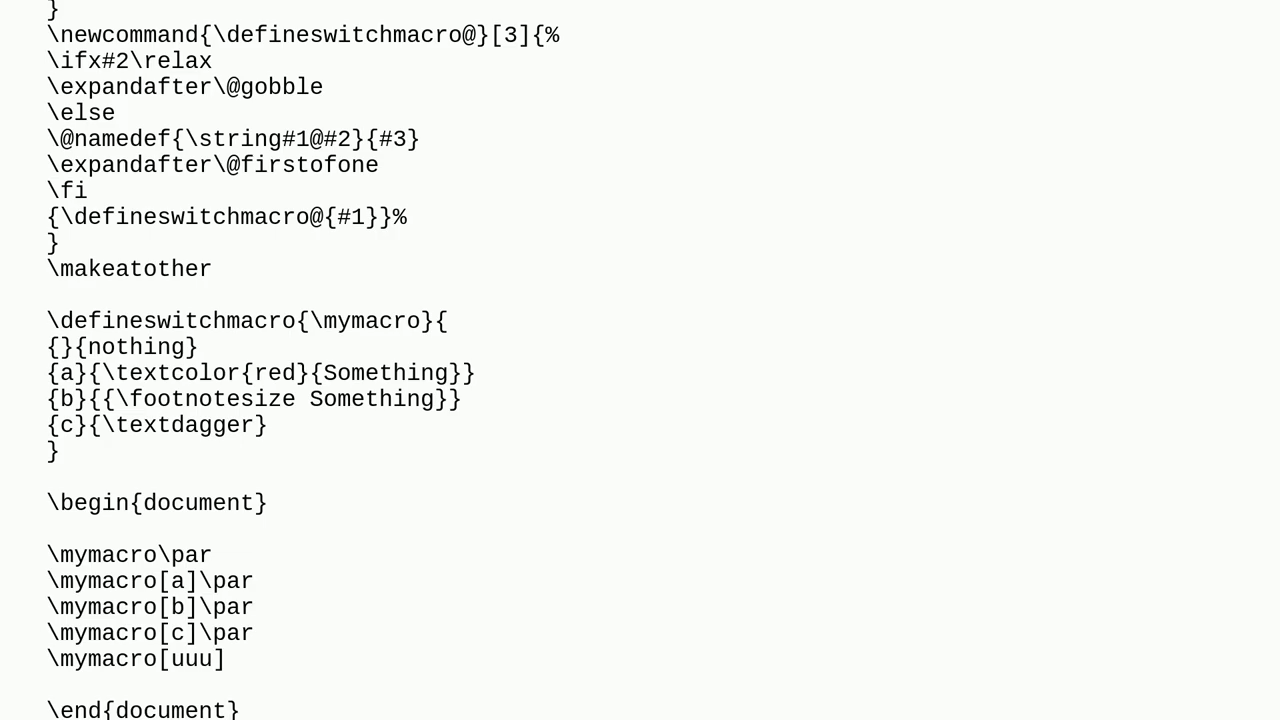 }
\newcommand{\defineswitchmacro@}[3]{%
\ifx#2\relax
\expandafter\@gobble
\else
\@namedef{\string#1@#2}{#3}
\expandafter\@firstofone
\fi
{\defineswitchmacro@{#1}}%
}
\makeatother

\defineswitchmacro{\mymacro}{
{}{nothing}
{a}{\textcolor{red}{Something}}
{b}{{\footnotesize Something}}
{c}{\textdagger}
}

\begin{document}

\mymacro\par
\mymacro[a]\par
\mymacro[b]\par
\mymacro[c]\par
\mymacro[uuu]

\end{document}